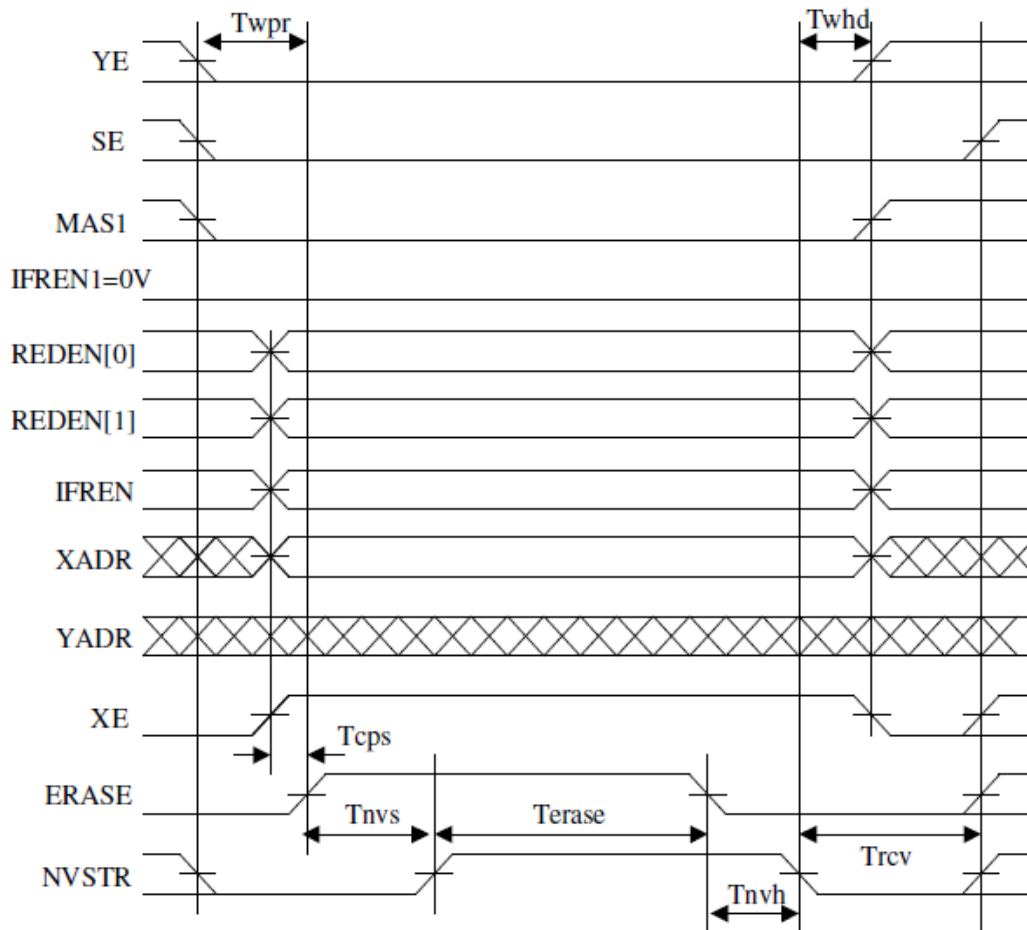 Twpr Twhd
YE
SE
MAS1
IFREN1=0V
REDEN[0]
REDEN[1]
IFREN
XADR
YADR
XE
Tcps
ERASE
Tnvs Terase
Trcv
NVSTR
Tnvh